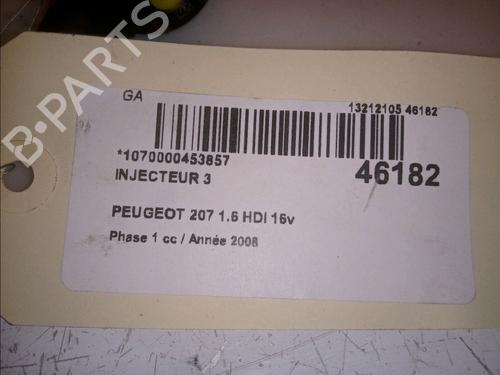 GA
13212105 46182
*1070000453857
46182
INJECTEUR 3
PEUGEOT 207 1.6 HDI 16v
Phase 1 cc / Année 2008
B-PARTS